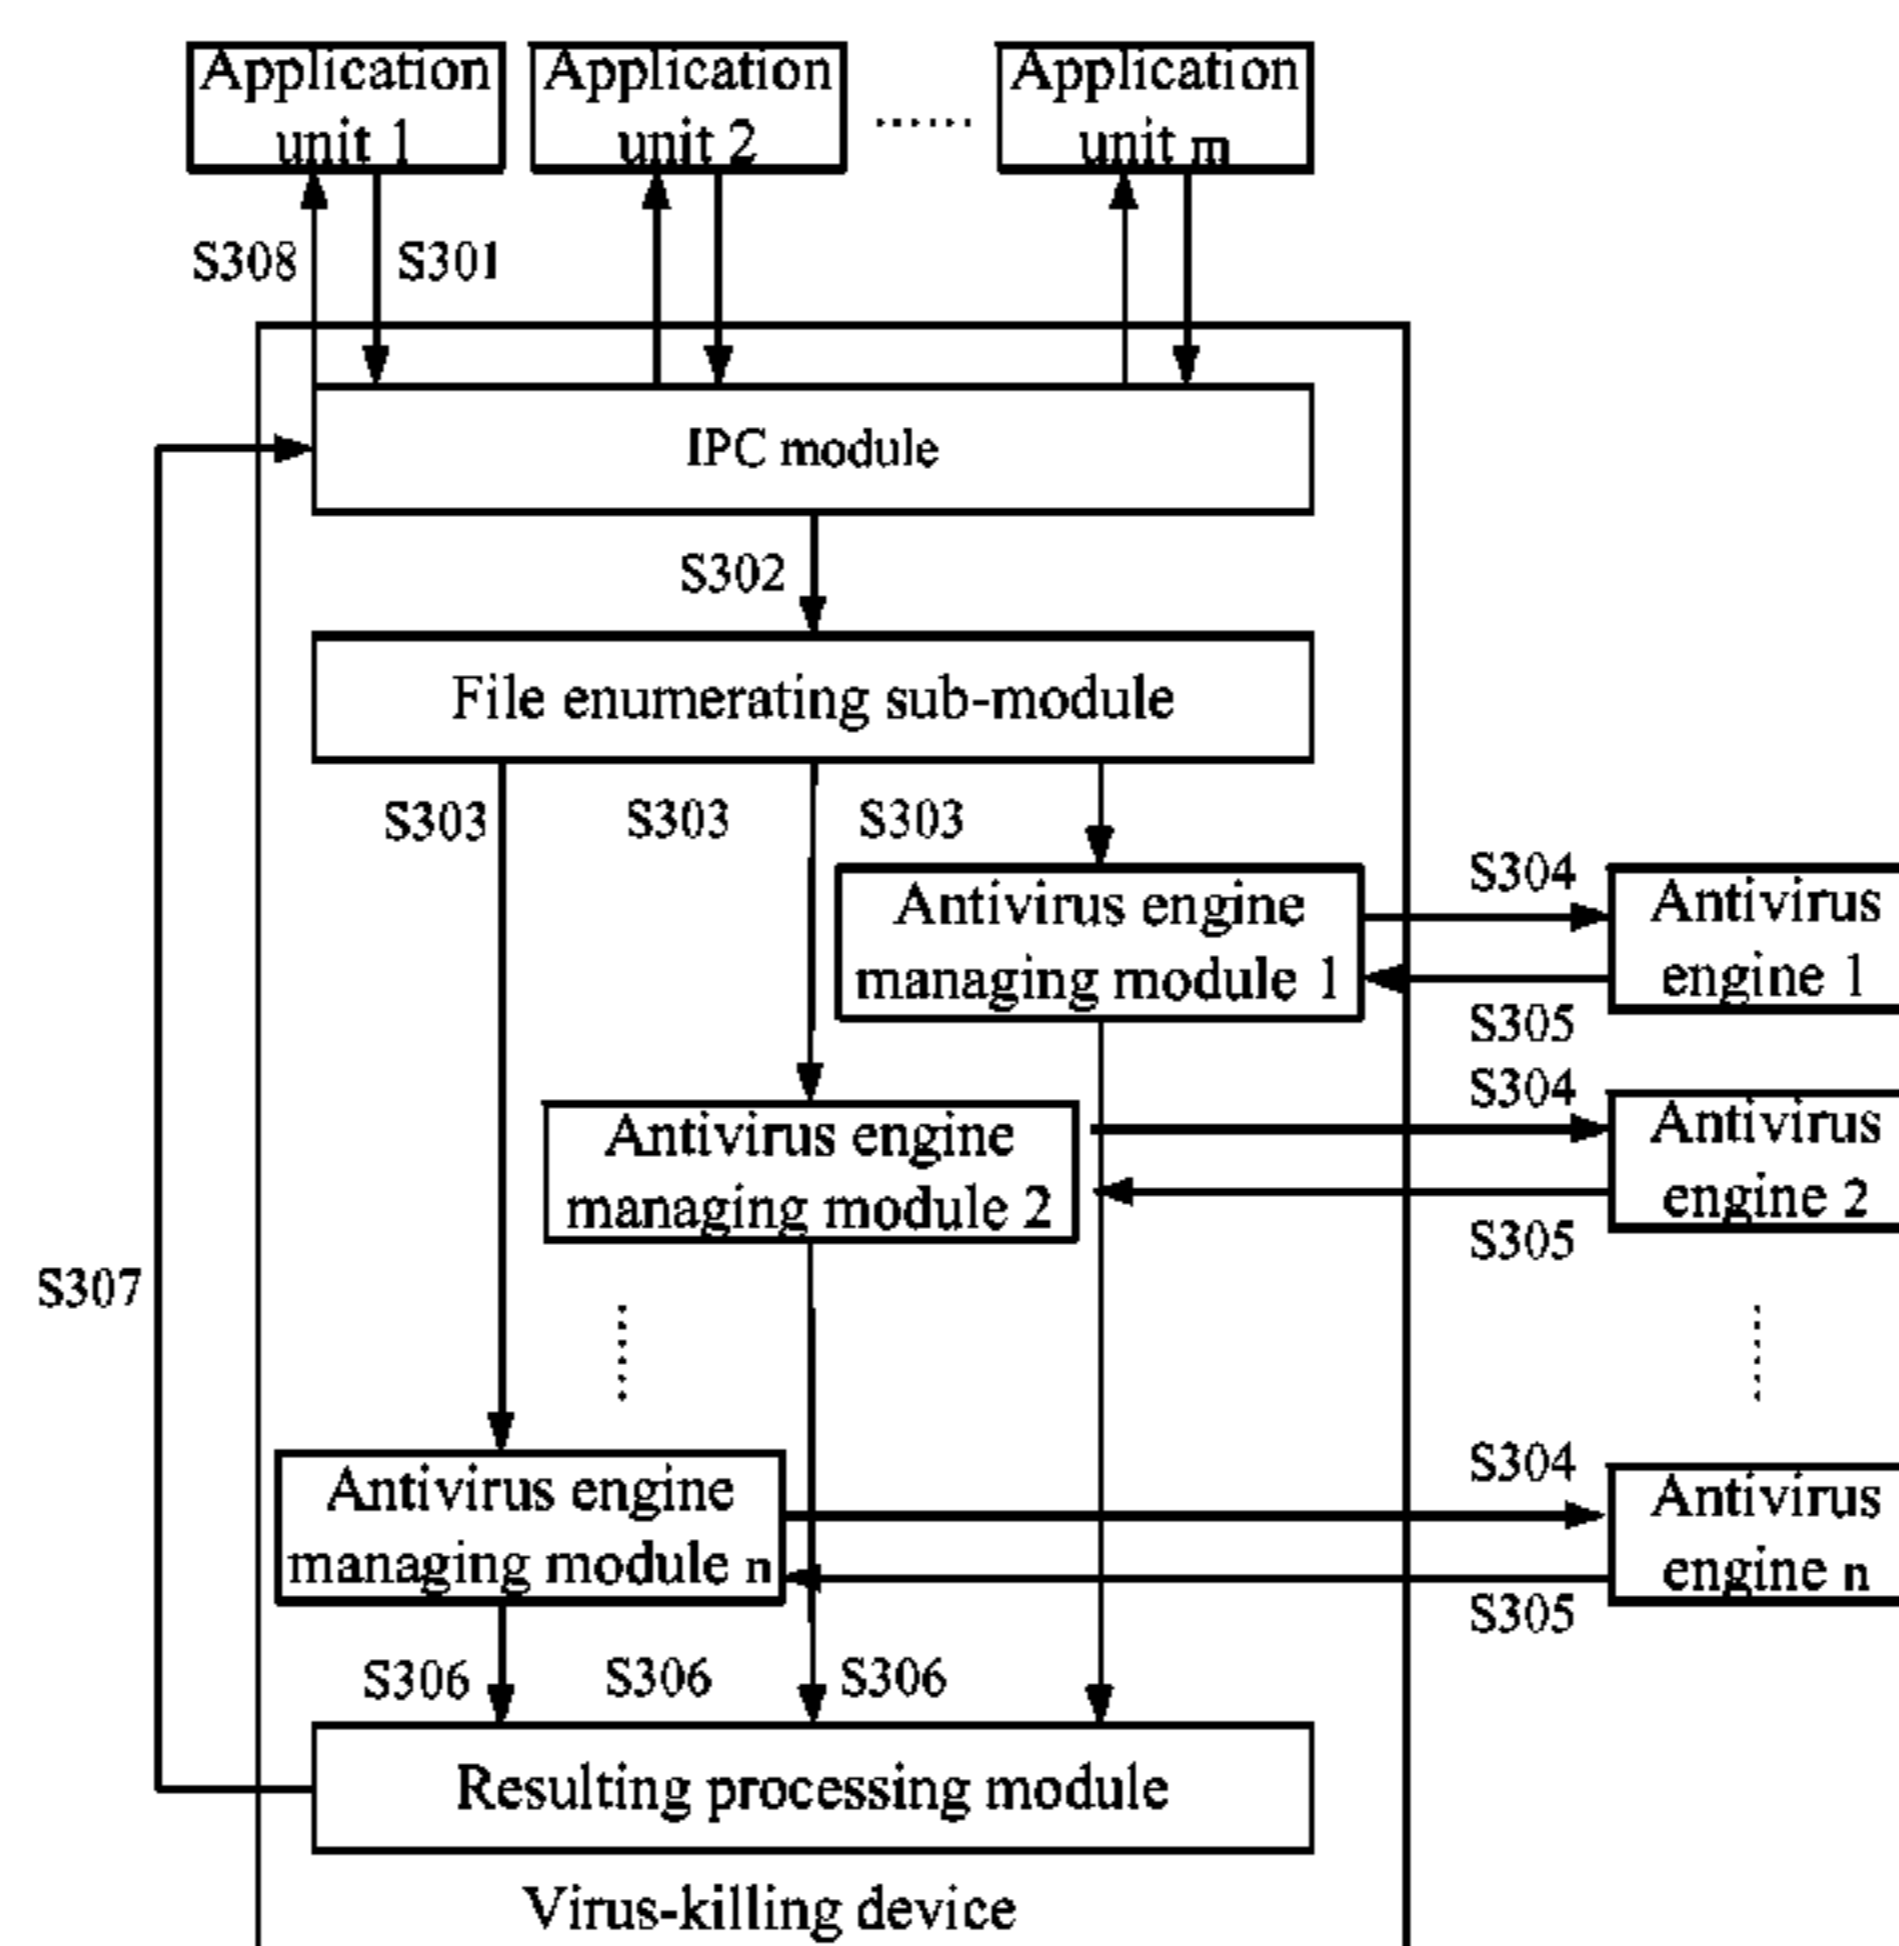 Application
unit 1
Application
unit 2
......
Application
unit m
S308
S301
IPC module
S302
File enumerating sub-module
S303
S303
S303
Antivirus engine
managing module 1
S304
Antivirus
engine 1
S305
Antivirus engine
managing module 2
S304
Antivirus
engine 2
S305
S307
Antivirus engine
managing module n
S304
Antivirus
engine n
S305
S306
S306
S306
Resulting processing module
Virus-killing device